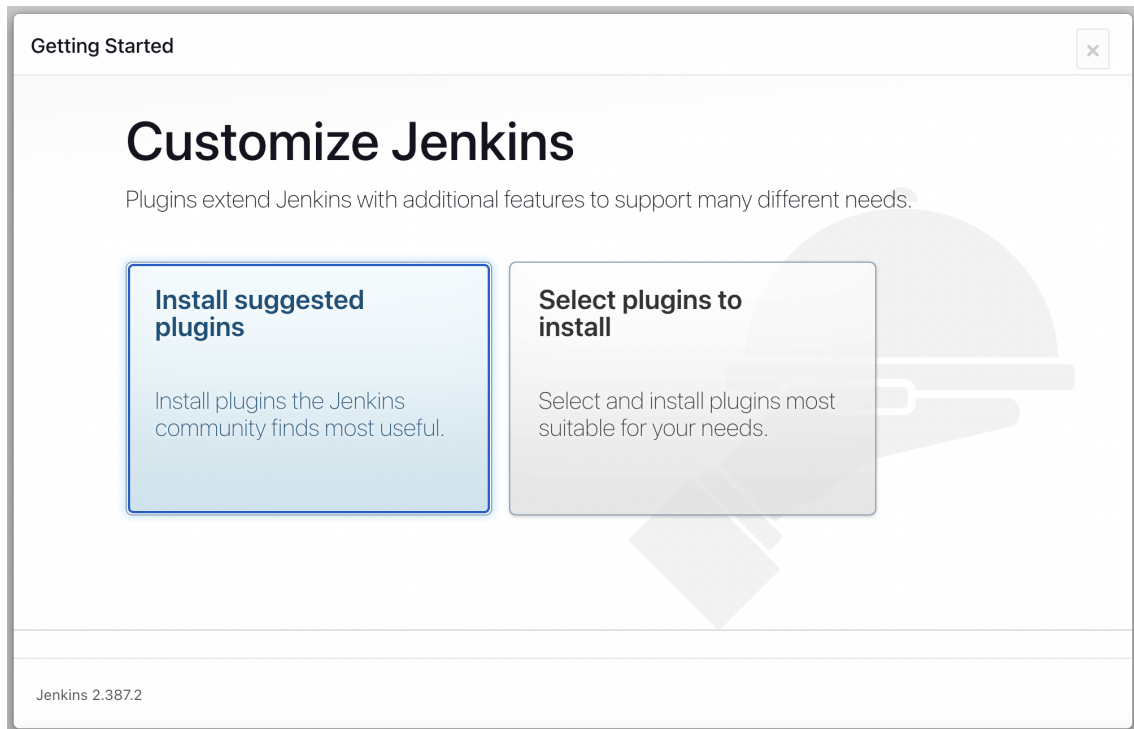 Getting Started
×
Customize Jenkins
Plugins extend Jenkins with additional features to support many different needs.
Install suggested
plugins
Install plugins the Jenkins
community finds most useful.
Select plugins to
install
Select and install plugins most
suitable for your needs.
Jenkins 2.387.2